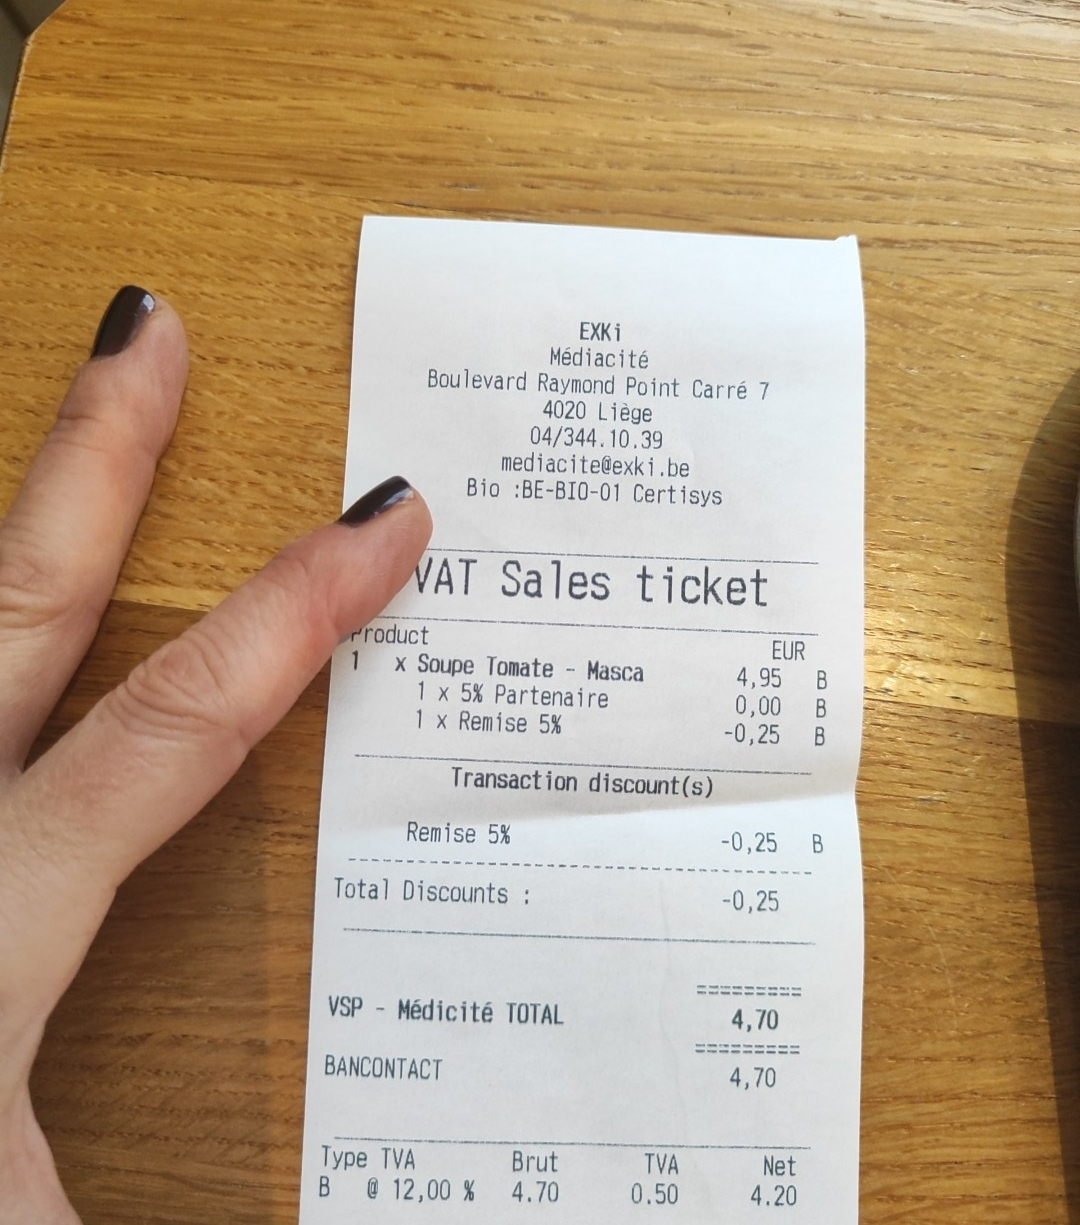 EXKi
Médiacité
Boulevard Raymond Point Carré 7
4020 Liège
04/344.10.39
mediacite@exki.be
Bio :BE-BIO-01 Certisys
VAT Sales ticket
Product EUR
1 x Soupe Tomate - Masca 4,95 B
1 x 5% Partenaire 0,00 B
1 x Remise 5% -0,25 B
Transaction discount(s)
Remise 5% -0,25 B
Total Discounts : -0,25
=========
VSP - Médicité TOTAL 4,70
=========
BANCONTACT 4,70
Type TVA Brut TVA Net
B @ 12,00 % 4.70 0.50 4.20